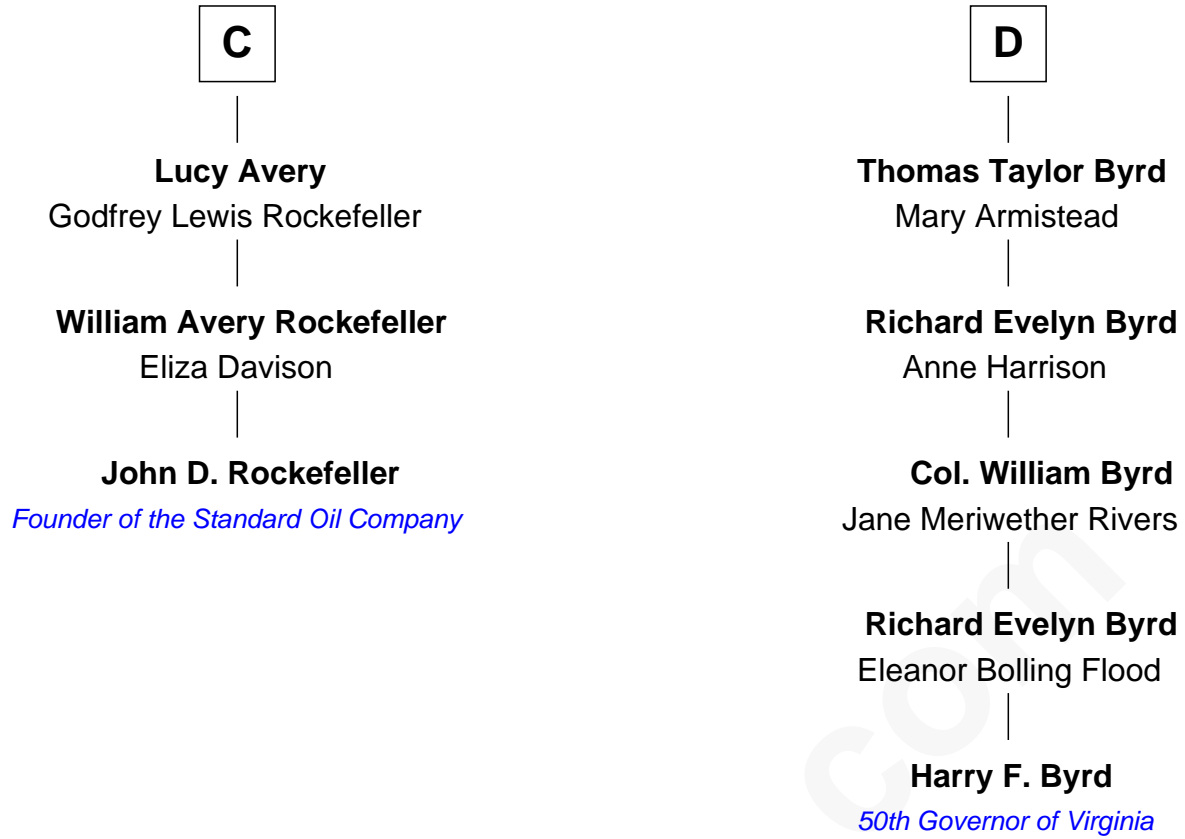 C
Lucy Avery
Godfrey Lewis Rockefeller
William Avery Rockefeller
Eliza Davison
John D. Rockefeller
Founder of the Standard Oil Company
D
Thomas Taylor Byrd
Mary Armistead
Richard Evelyn Byrd
Anne Harrison
Col. William Byrd
Jane Meriwether Rivers
Richard Evelyn Byrd
Eleanor Bolling Flood
Harry F. Byrd
50th Governor of Virginia
com